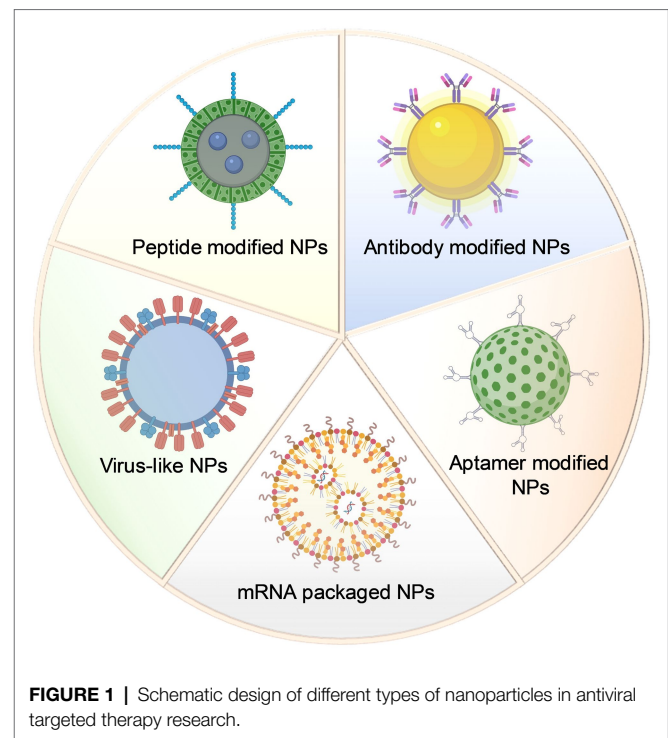 Peptide modified NPs
Antibody modified NPs
Virus-like NPs
Aptamer modified
NPs
mRNA packaged NPs
FIGURE 1 | Schematic design of different types of nanoparticles in antiviral
targeted therapy research.